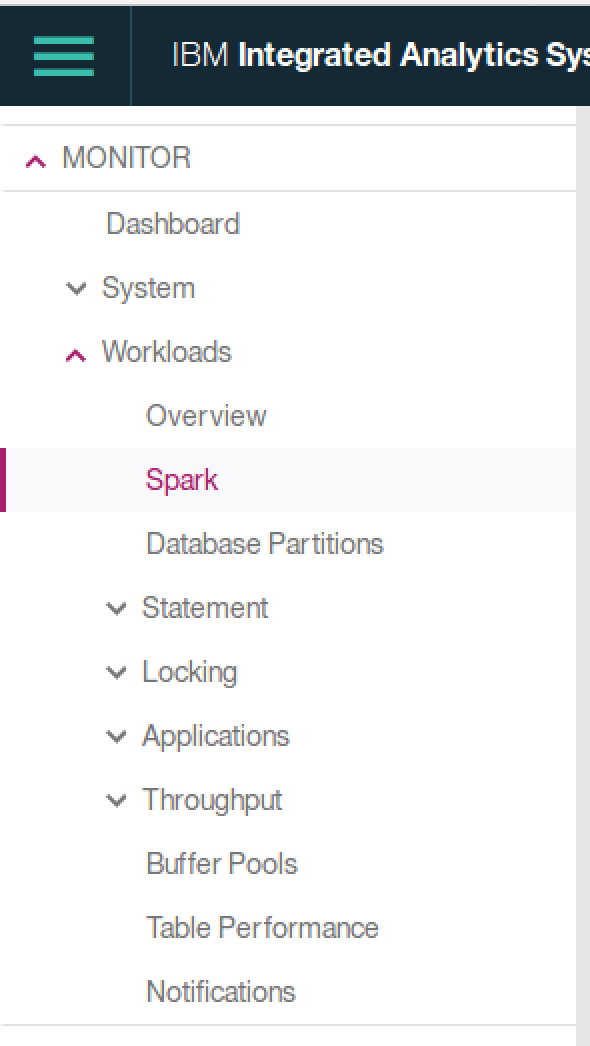 IBM Integrated Analytics Sys
MONITOR
Dashboard
System
Workloads
Overview
Spark
Database Partitions
Statement
Locking
Applications
Throughput
Buffer Pools
Table Performance
Notifications